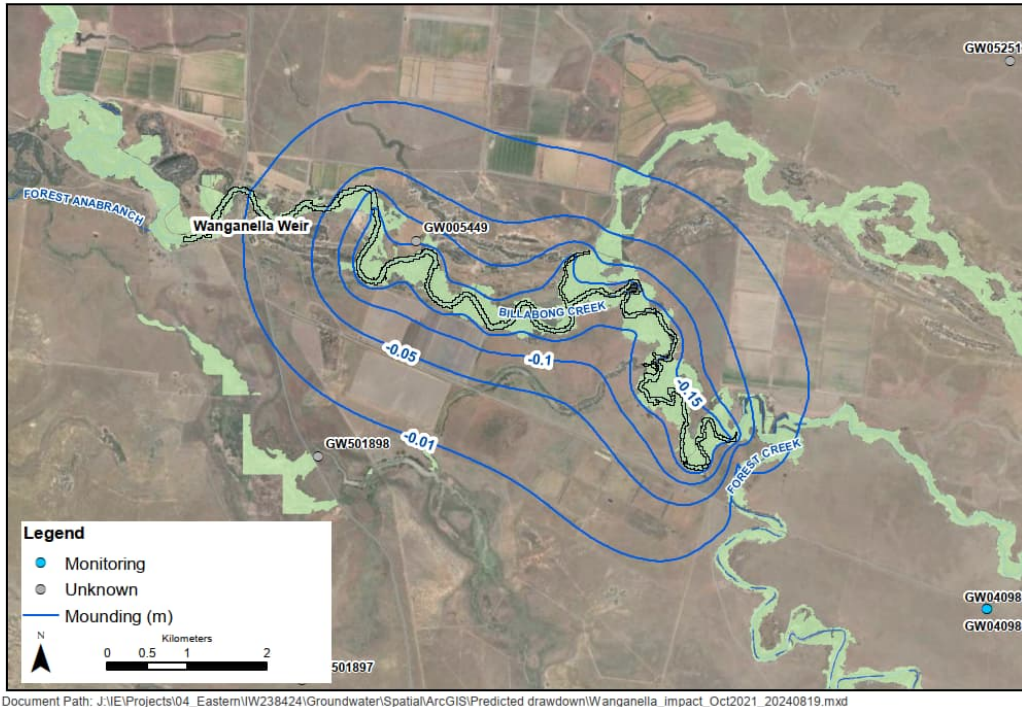 GW05251
FOREST ANABRANCH
Wanganella Weir
GW005449
BILLABONG CREEK
-0.05
-0.1
-0.15
-0.01
GW501898
FOREST CREEK
Legend
Monitoring
Unknown
Mounding (m)
N
Kilometers
0 0.5 1 2
GW04098
GW04098
501897
Document Path: J:\IE\Projects\04_Eastern\IW238424\Groundwater\Spatial\ArcGIS\Predicted drawdown\Wanganella_impact_Oct2021_20240819.mxd